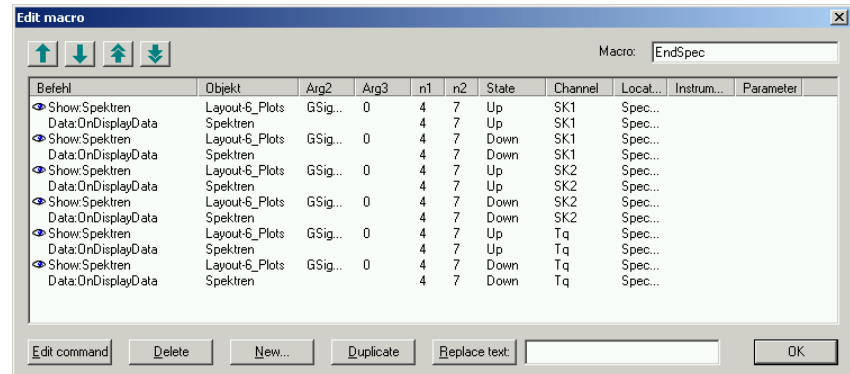 Edit macro
Macro: EndSpec
Befehl Objekt Arg2 Arg3 n1 n2 State Channel Locat... Instrum... Parameter
Show:Spektren Layout-6_Plots GSig... 0 4 7 Up SK1 Spec...
Data:OnDisplayData Spektren 4 7 Up SK1 Spec...
Show:Spektren Layout-6_Plots GSig... 0 4 7 Down SK1 Spec...
Data:OnDisplayData Spektren 4 7 Down SK1 Spec...
Show:Spektren Layout-6_Plots GSig... 0 4 7 Up SK2 Spec...
Data:OnDisplayData Spektren 4 7 Up SK2 Spec...
Show:Spektren Layout-6_Plots GSig... 0 4 7 Down SK2 Spec...
Data:OnDisplayData Spektren 4 7 Down SK2 Spec...
Show:Spektren Layout-6_Plots GSig... 0 4 7 Up Tq Spec...
Data:OnDisplayData Spektren 4 7 Up Tq Spec...
Show:Spektren Layout-6_Plots GSig... 0 4 7 Down Tq Spec...
Data:OnDisplayData Spektren 4 7 Down Tq Spec...
Edit command Delete New... Duplicate Replace text: OK